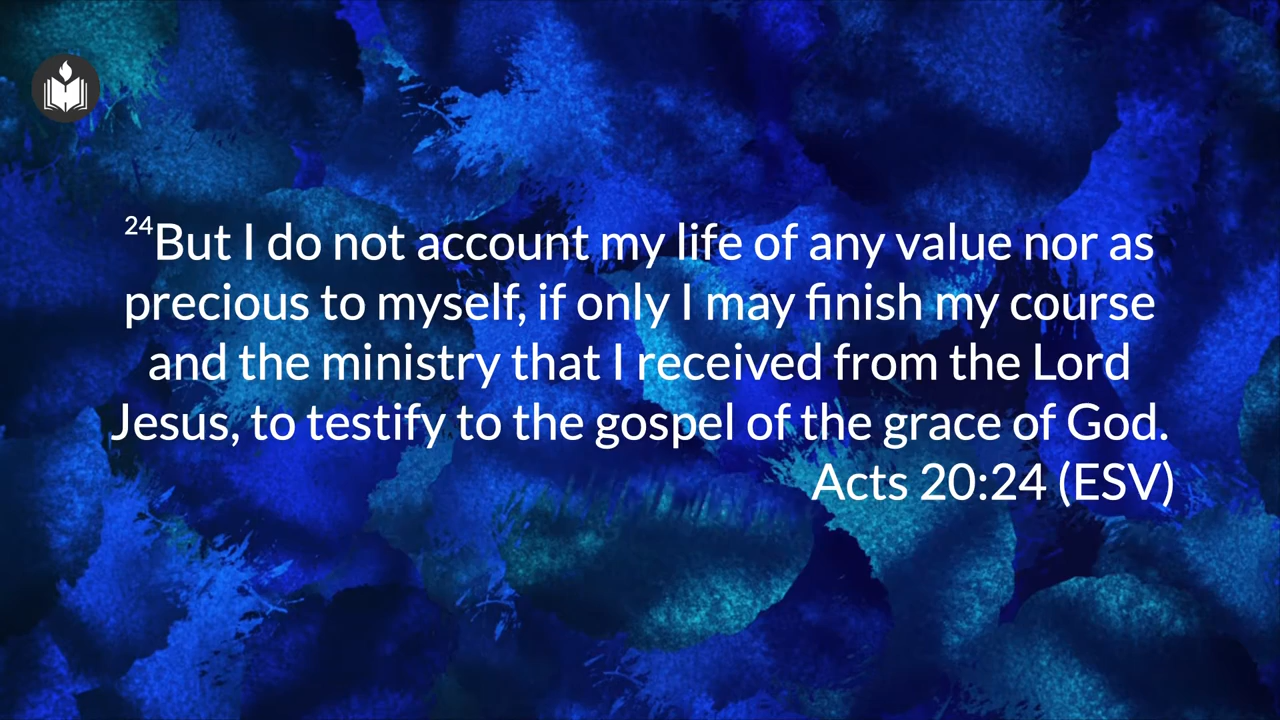 24But I do not account my life of any value nor as
precious to myself, if only I may finish my course
and the ministry that I received from the Lord
Jesus, to testify to the gospel of the grace of God.
Acts 20:24 (ESV)